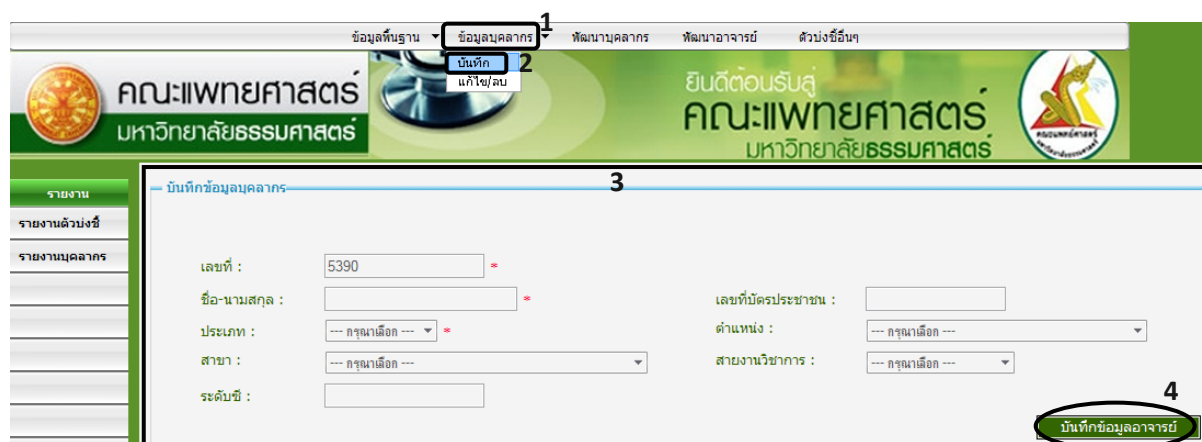 1
ข้อมูลพื้นฐาน ข้อมูลบุคลากร พัฒนาบุคลากร พัฒนาอาจารย์ ตัวบ่งชี้อื่นๆ
บันทึก 2
แก้ไข/ลบ
คณะแพทยศาสตร์
มหาวิทยาลัยธรรมศาสตร์
ยินดีต้อนรับสู่
คณะแพทยศาสตร์
มหาวิทยาลัยธรรมศาสตร์
รายงาน
รายงานตัวบ่งชี้
รายงานบุคลากร
บันทึกข้อมูลบุคลากร 3
เลขที่ : 5390 *
ชื่อ-นามสกุล : * เลขที่บัตรประชาชน :
ประเภท : --- กรุณาเลือก --- * ตำแหน่ง : --- กรุณาเลือก ---
สาขา : --- กรุณาเลือก --- สายงานวิชาการ : --- กรุณาเลือก ---
ระดับซี :
4
บันทึกข้อมูลอาจารย์